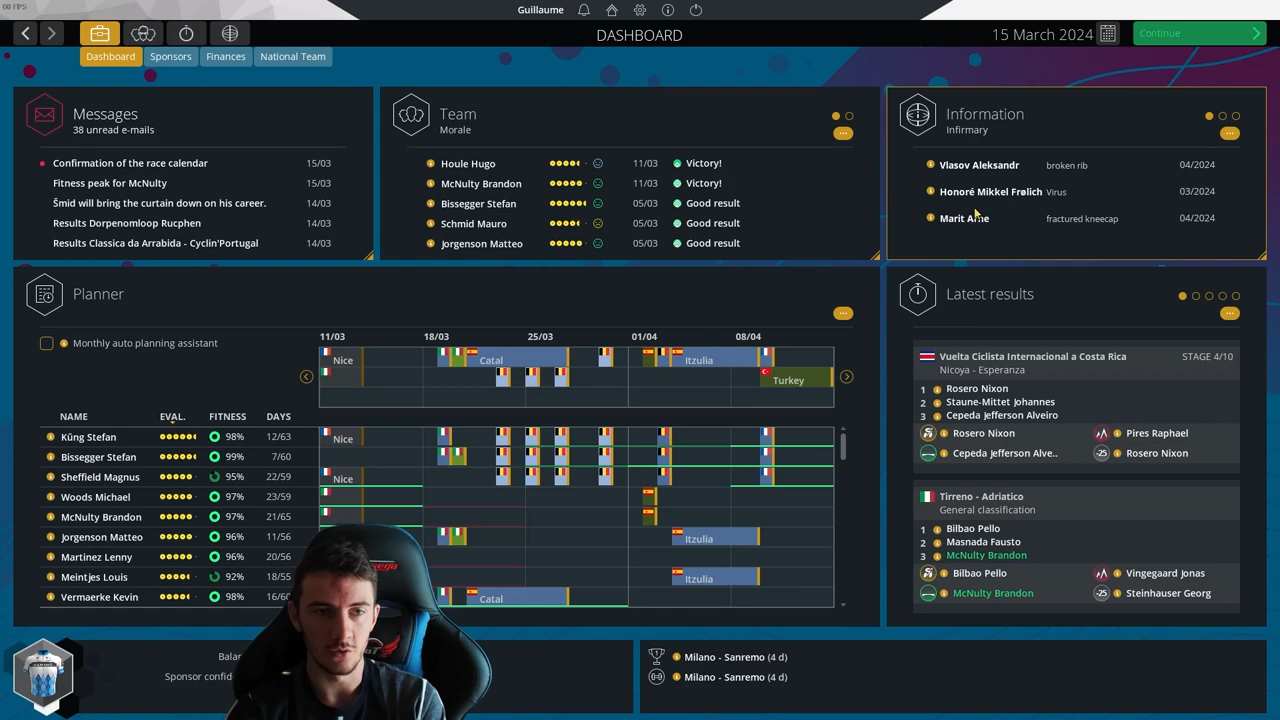 60 FPS
Guillaume
DASHBOARD
15 March 2024
Continue
Dashboard
Sponsors
Finances
National Team
Messages
38 unread e-mails
Confirmation of the race calendar 15/03
Fitness peak for McNulty 15/03
Šmid will bring the curtain down on his career. 14/03
Results Dorpenomloop Rucphen 14/03
Results Classica da Arrabida - Cyclin'Portugal 14/03
Team
Morale
Houle Hugo 11/03 Victory!
McNulty Brandon 11/03 Victory!
Bissegger Stefan 05/03 Good result
Schmid Mauro 05/03 Good result
Jorgenson Matteo 05/03 Good result
Information
Infirmary
Vlasov Aleksandr broken rib 04/2024
Honoré Mikkel Frølich Virus 03/2024
Marit Arne fractured kneecap 04/2024
Planner
Monthly auto planning assistant
11/03 18/03 25/03 01/04 08/04
Nice Catal Itzulia
Turkey
NAME EVAL. FITNESS DAYS
Küng Stefan 98% 12/63 Nice
Bissegger Stefan 99% 7/60
Sheffield Magnus 95% 22/59 Nice
Woods Michael 97% 23/59
McNulty Brandon 97% 21/65
Jorgenson Matteo 96% 11/56 Itzulia
Martinez Lenny 96% 20/56
Meintjes Louis 92% 18/55 Itzulia
Vermaerke Kevin 98% 16/60 Catal
Latest results
Vuelta Ciclista Internacional a Costa Rica STAGE 4/10
Nicoya - Esperanza
1 Rosero Nixon
2 Staune-Mittet Johannes
3 Cepeda Jefferson Alveiro
Rosero Nixon Pires Raphael
Cepeda Jefferson Alve.. -25 Rosero Nixon
Tirreno - Adriatico
General classification
1 Bilbao Pello
2 Masnada Fausto
3 McNulty Brandon
Bilbao Pello Vingegaard Jonas
McNulty Brandon -25 Steinhauser Georg
Sponsor
Milano - Sanremo (4 d)
Milano - Sanremo (4 d)